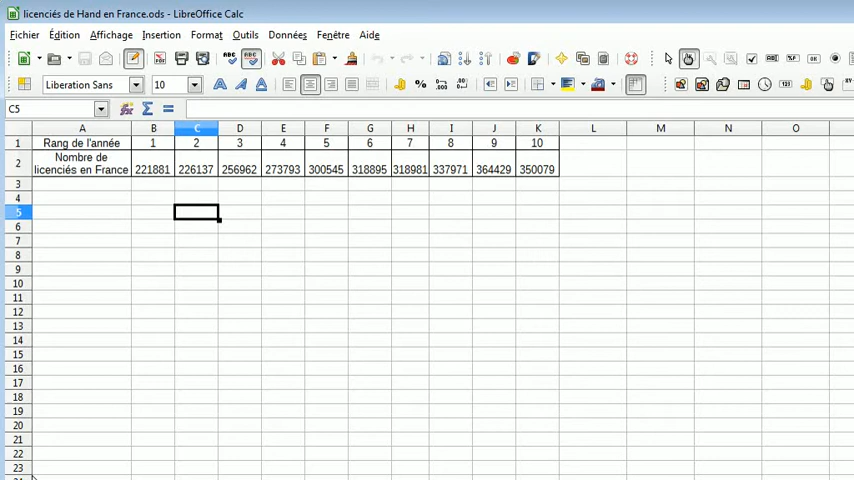 licenciés de Hand en France.ods - LibreOffice Calc
Fichier Édition Affichage Insertion Format Outils Données Fenêtre Aide
Liberation Sans 10
C5
A B C D E F G H I J K L M N O
1 Rang de l'année 1 2 3 4 5 6 7 8 9 10
Nombre de
2 licenciés en France 221881 226137 256962 273793 300545 318895 318981 337971 364429 350079
3
4
5
6
7
8
9
10
11
12
13
14
15
16
17
18
19
20
21
22
23